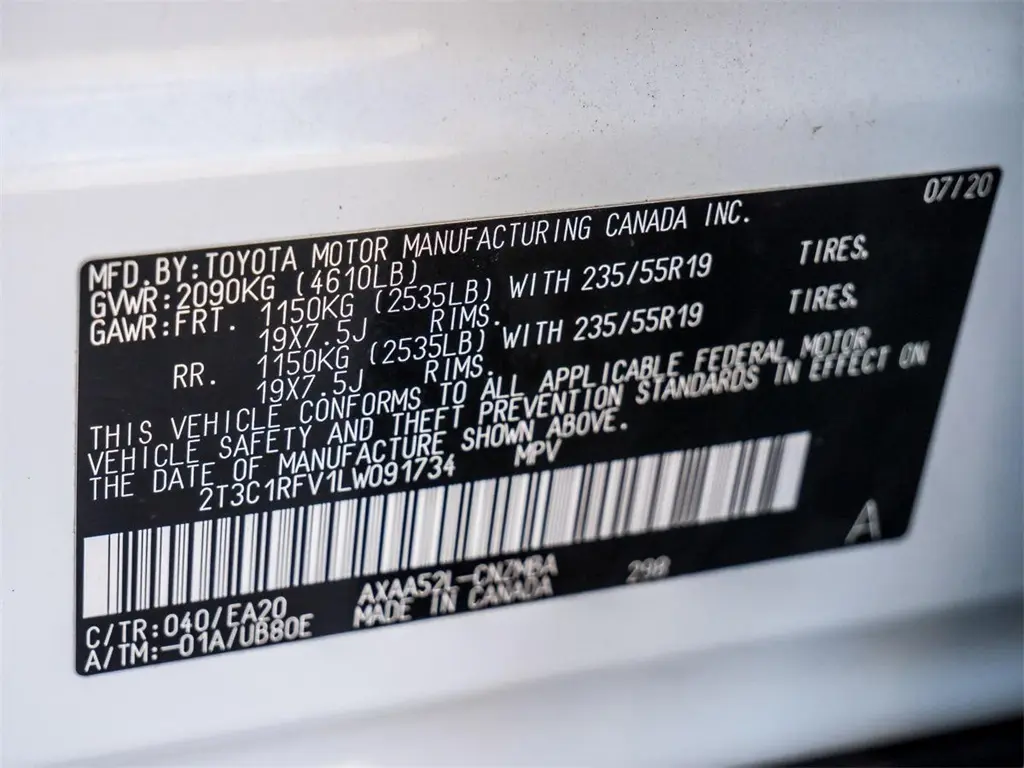 07/20
MFD.BY:TOYOTA MOTOR MANUFACTURING CANADA INC.
GVWR:2090KG (4610LB)
GAWR:FRT. 1150KG (2535LB) WITH 235/55R19 TIRES.
19X7.5J RIMS.
RR. 1150KG (2535LB) WITH 235/55R19 TIRES.
19X7.5J RIMS.
THIS VEHICLE CONFORMS TO ALL APPLICABLE FEDERAL MOTOR
VEHICLE SAFETY AND THEFT PREVENTION STANDARDS IN EFFECT ON
THE DATE OF MANUFACTURE SHOWN ABOVE.
2T3C1RFV1LW091734 MPV
A
C/TR:040/EA20 AXAA52L-CNZMBA 298
A/TM:-01A/UB80E MADE IN CANADA